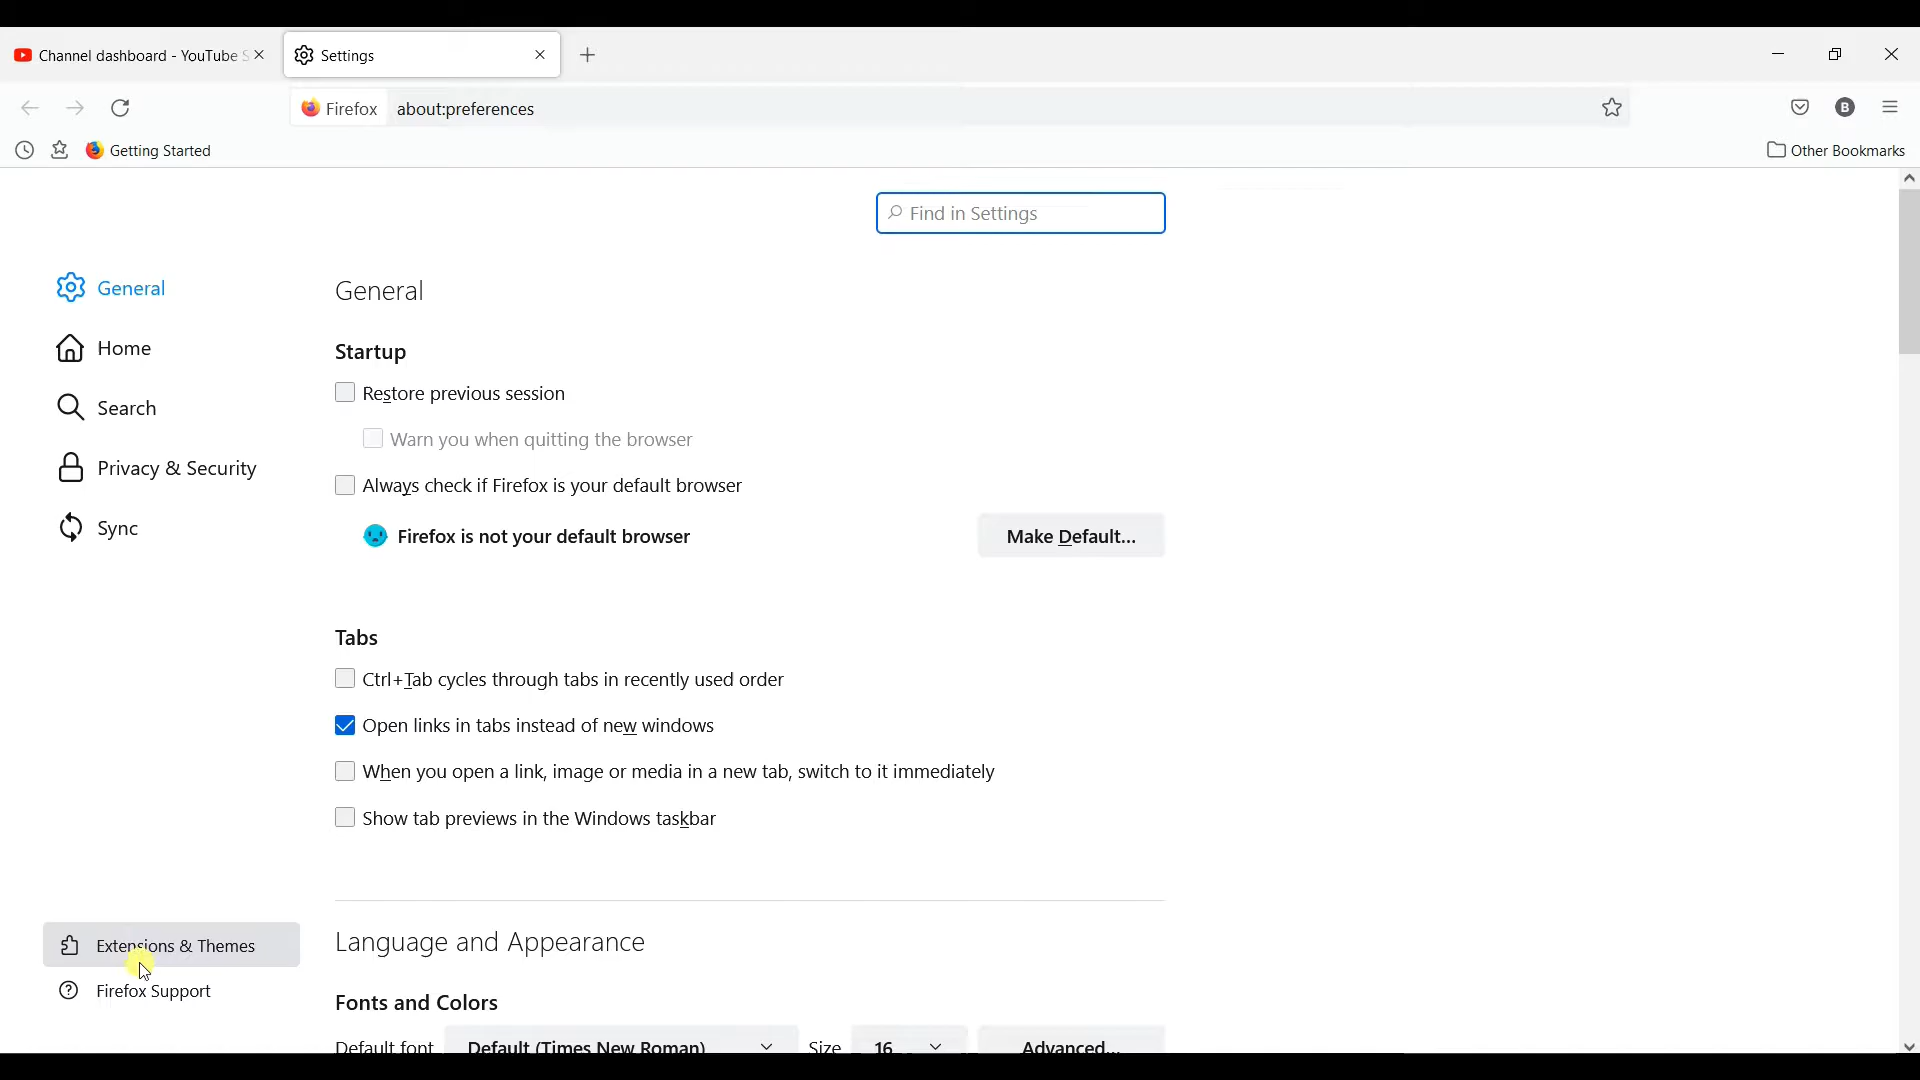 Channel dashboard - YouTube S
Settings
Firefox
about:preferences
B
Getting Started
Other Bookmarks
Find in Settings
General
Home
Search
Privacy & Security
Sync
Extensions & Themes
Firefox Support
General
Startup
Restore previous session
Warn you when quitting the browser
Always check if Firefox is your default browser
Firefox is not your default browser
Make Default...
Tabs
Ctrl+Tab cycles through tabs in recently used order
Open links in tabs instead of new windows
When you open a link, image or media in a new tab, switch to it immediately
Show tab previews in the Windows taskbar
Language and Appearance
Fonts and Colors
Default font Default (Times New Roman) Size 16 Advanced...